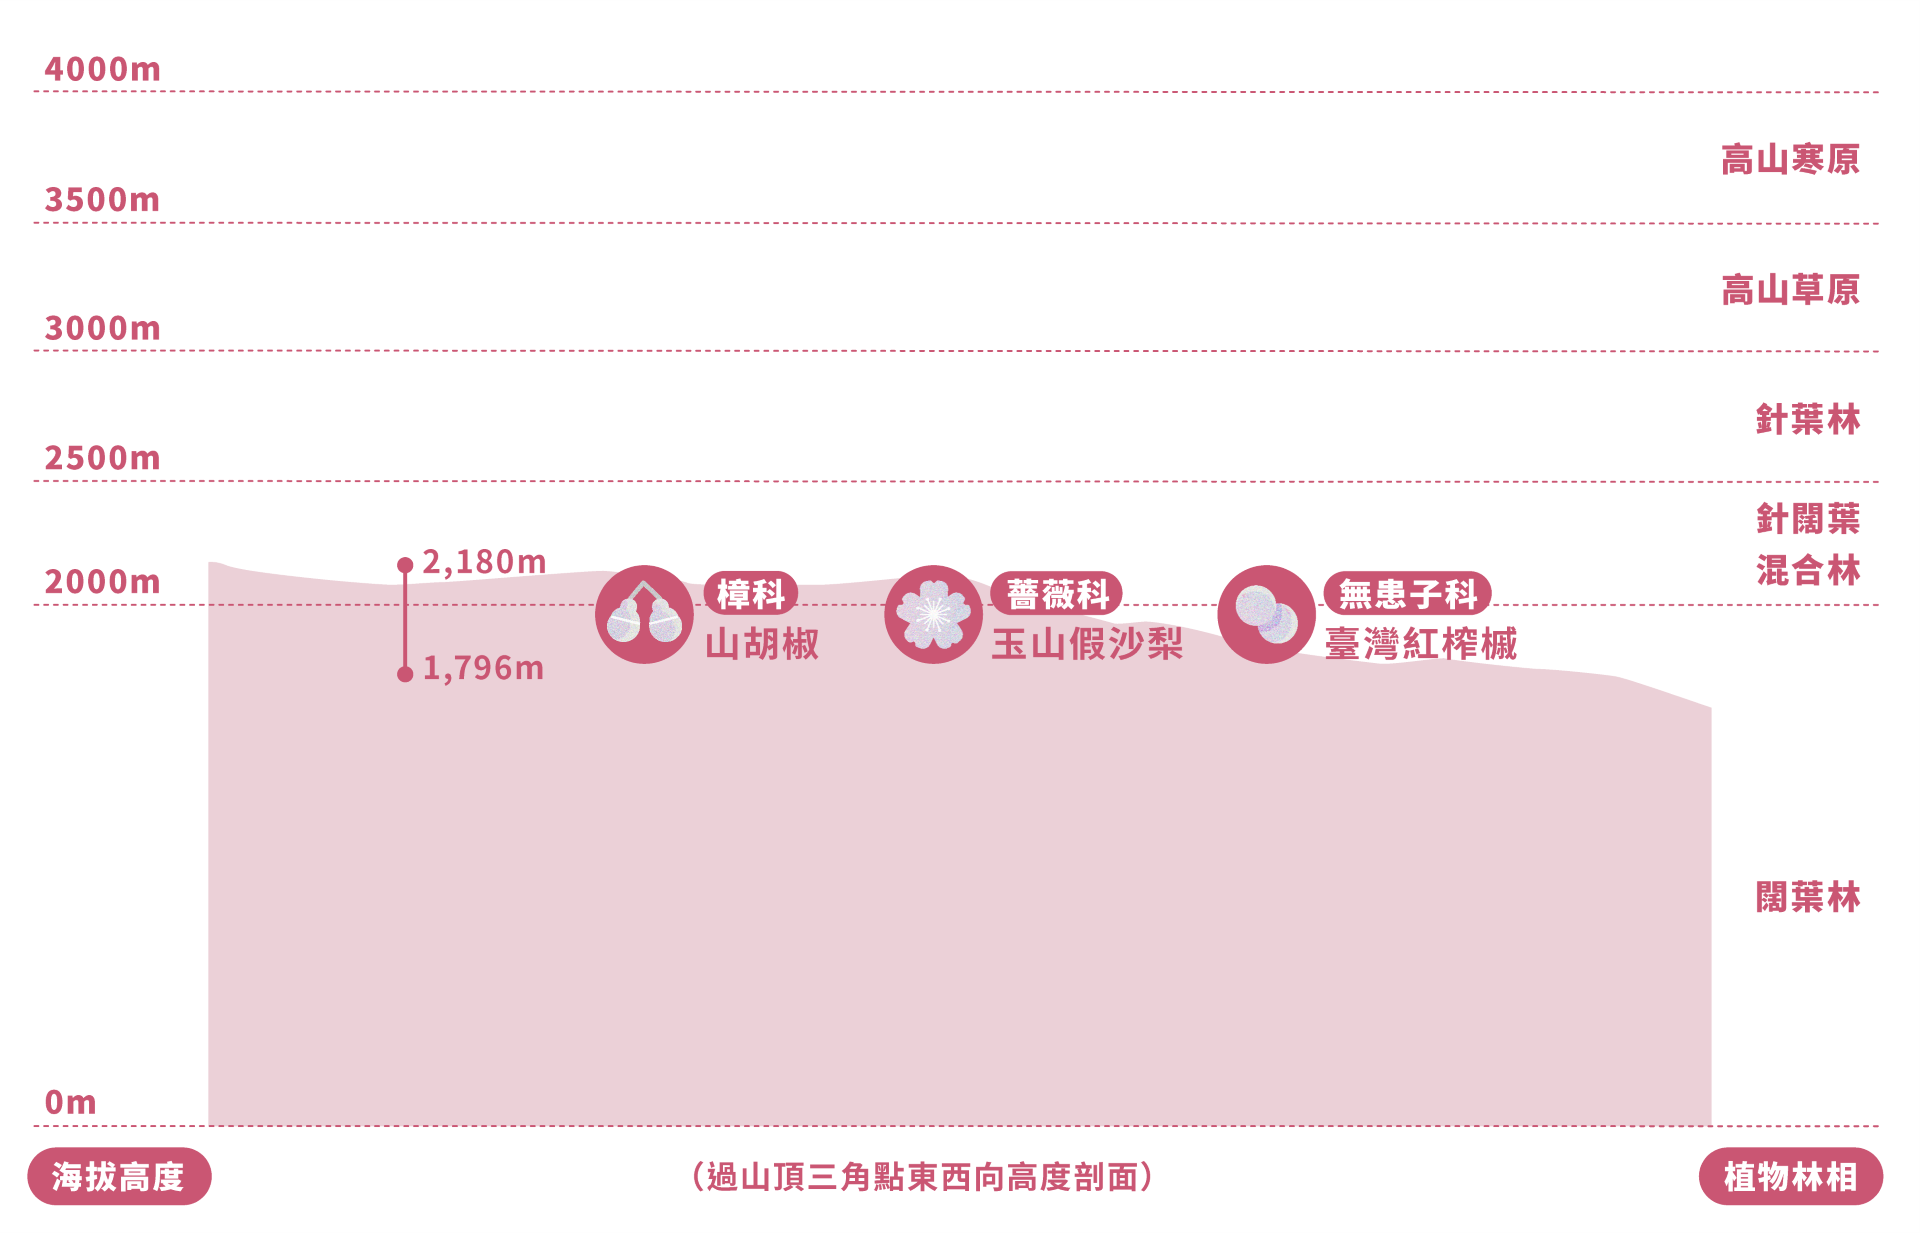 4000m
高山寒原
3500m
高山草原
3000m
針葉林
2500m
針闊葉
混合林
2,180m
2000m
樟科
山胡椒
薔薇科
玉山假沙梨
無患子科
臺灣紅榨槭
1,796m
闊葉林
0m
海拔高度
（過山頂三角點東西向高度剖面）
植物林相